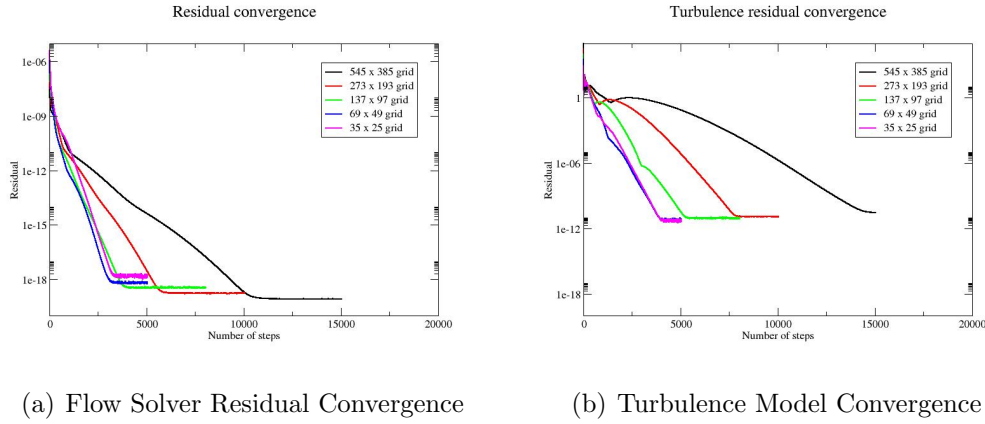 Residual convergence
1e-06
1e-09
1e-12
1e-15
1e-18
Residual
545 x 385 grid
273 x 193 grid
137 x 97 grid
69 x 49 grid
35 x 25 grid
0 5000 10000 15000 20000
Number of steps
(a) Flow Solver Residual Convergence
Turbulence residual convergence
1
1e-06
1e-12
1e-18
Residual
545 x 385 grid
273 x 193 grid
137 x 97 grid
69 x 49 grid
35 x 25 grid
0 5000 10000 15000 20000
Number of steps
(b) Turbulence Model Convergence